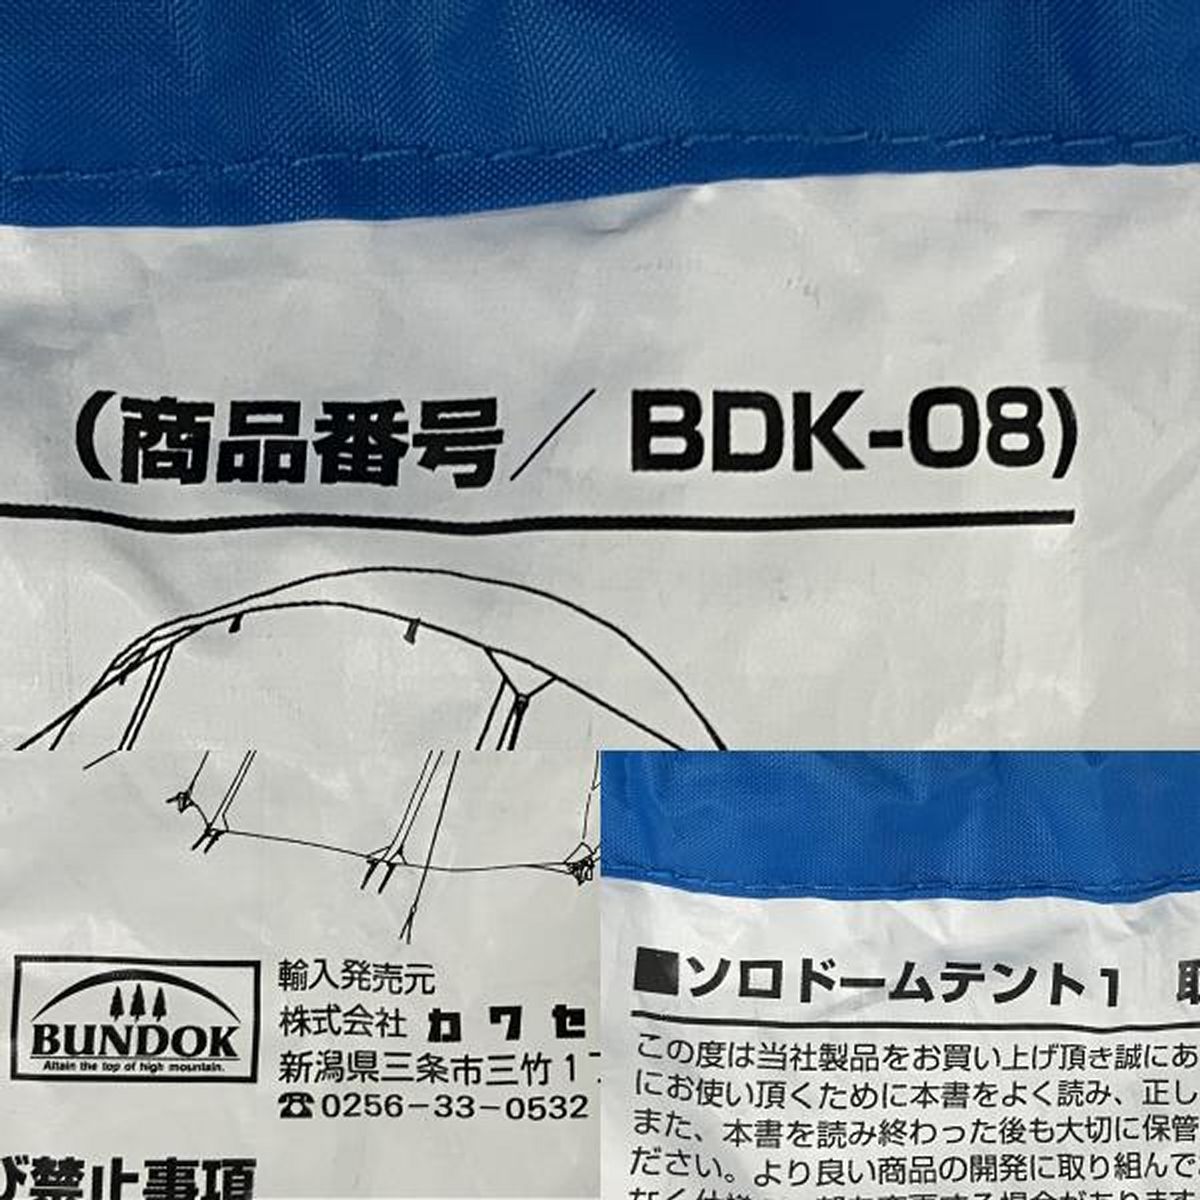 (商品番号／BDK-08)
BUNDOK
Attain the top of high mountain.
輸入発売元
株式会社 カワセ
新潟県三条市三竹1
☎0256-33-0532
び禁止事項
■ソロドームテント1 取
この度は当社製品をお買い上げ頂き誠にあ
にお使い頂くために本書をよく読み、正し
また、本書を読み終わった後も大切に保管
ださい。より良い商品の開発に取り組んで